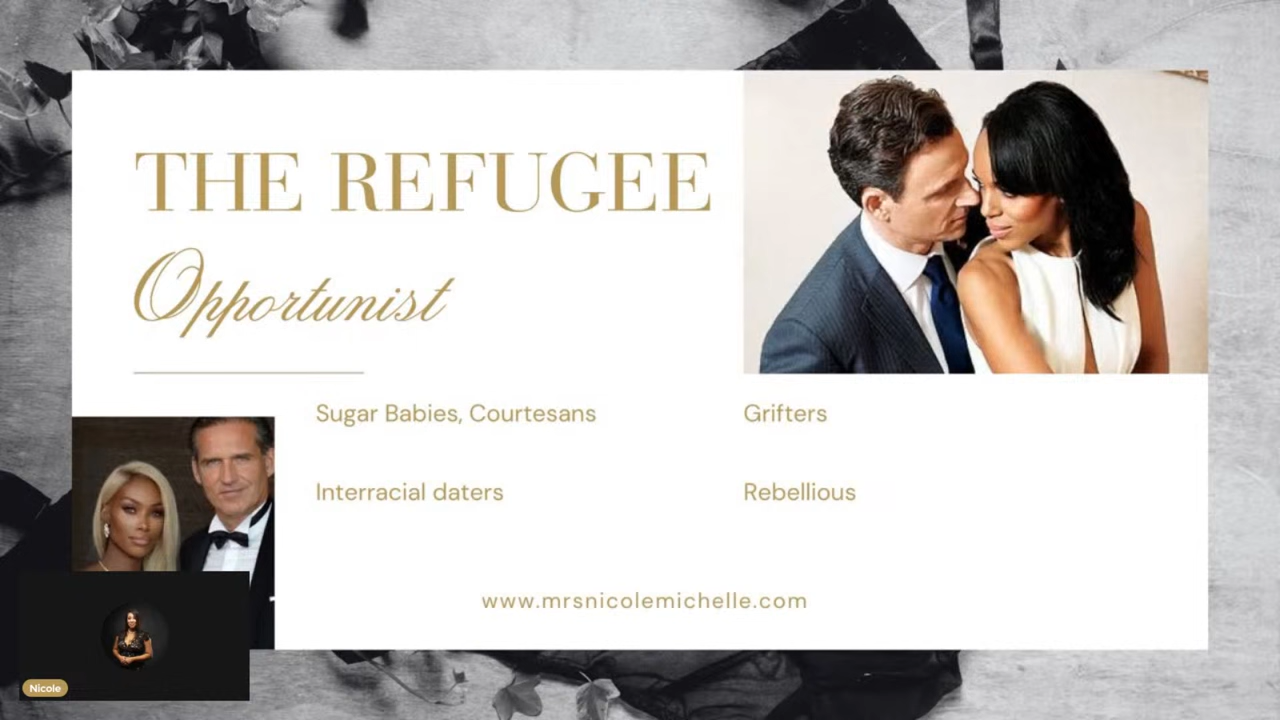 THE REFUGEE
Opportunist
Sugar Babies, Courtesans
Grifters
Interracial daters
Rebellious
www.mrsnicolemichelle.com
Nicole